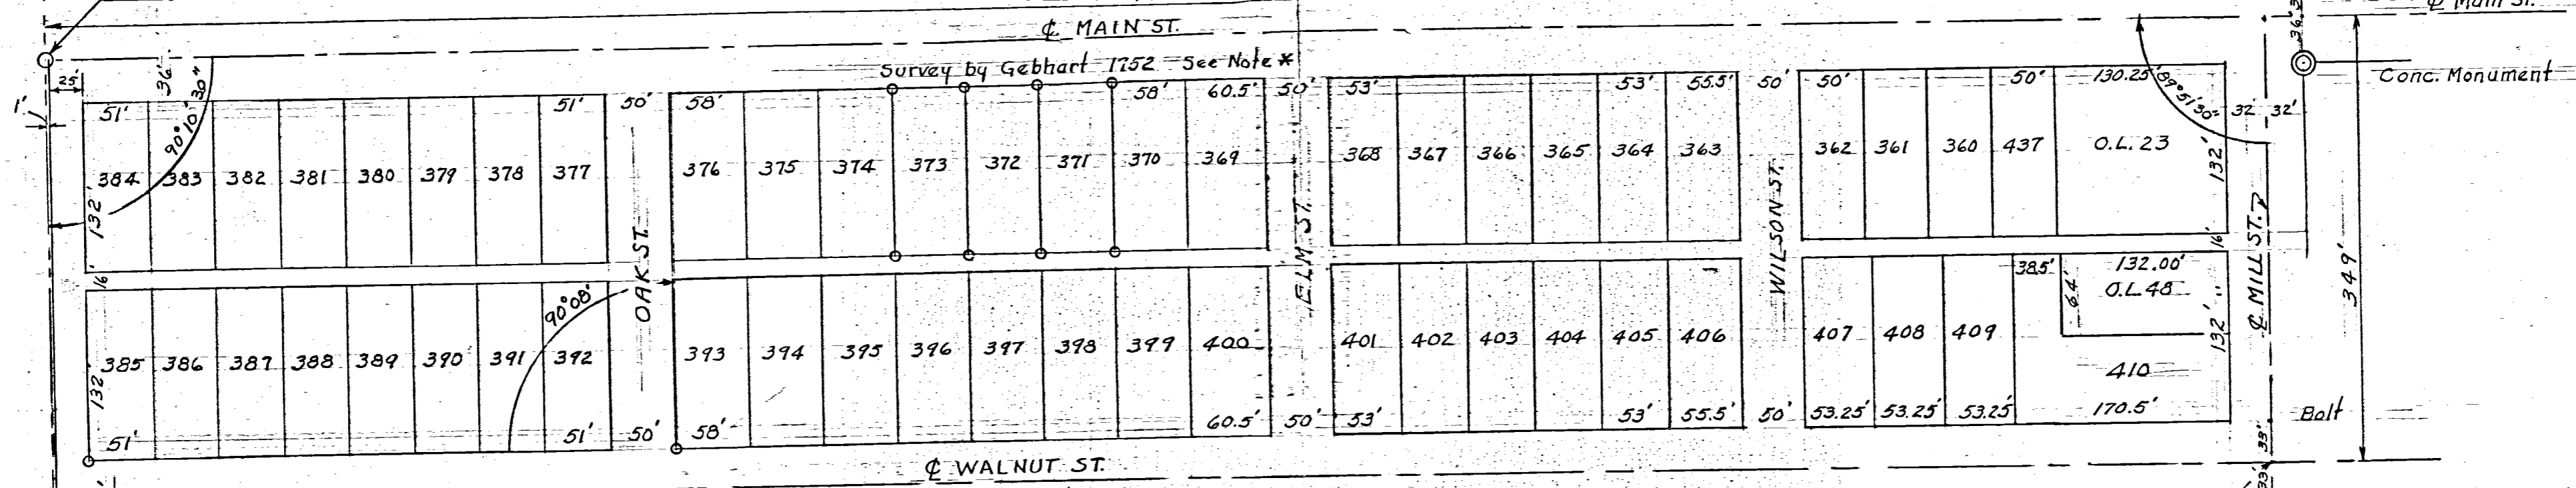 ₵ MAIN ST.
₵ Main St.
Survey by Gebhart 1752 See Note *
Conc. Monument
36.5
25' 36' 1'
90°10'30"
89°51'30"
51' 51' 50' 58' 58' 60.5' 50' 53' 53' 55.5' 50' 50' 50' 130.25' 32' 32'
384 383 382 381 380 379 378 377 376 375 374 373 372 371 370 369 368 367 366 365 364 363 362 361 360 437 O.L. 23
132' 132'
OAK ST.
ELM ST.
WILSON ST.
₵ MILL ST.
16' 16'
349'
90°08'
38.5' 132.00'
64' O.L. 48
385 386 387 388 389 390 391 392 393 394 395 396 397 398 399 400 401 402 403 404 405 406 407 408 409
410
132' 132'
51' 51' 50' 58' 60.5' 50' 53' 53' 55.5' 50' 53.25' 53.25' 53.25' 170.5'
Bolt
33'
33'
₵ WALNUT ST.